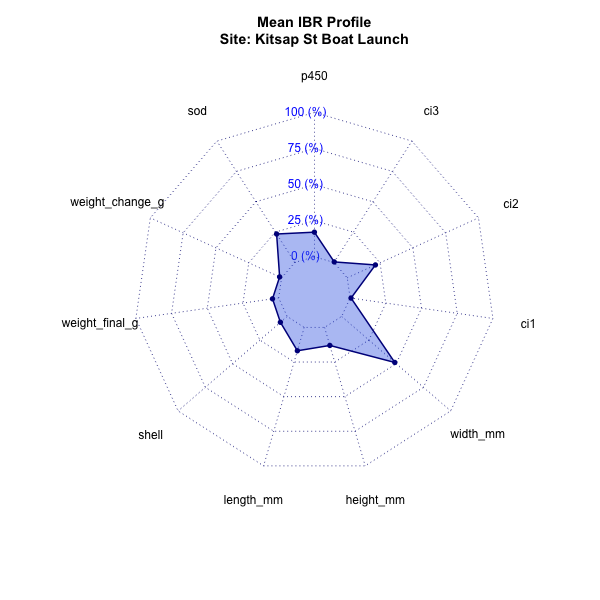 Mean IBR Profile
Site: Kitsap St Boat Launch
p450
sod
ci3
100 (%)
75 (%)
50 (%)
25 (%)
0 (%)
weight_change_g
ci2
weight_final_g
ci1
shell
width_mm
length_mm
height_mm